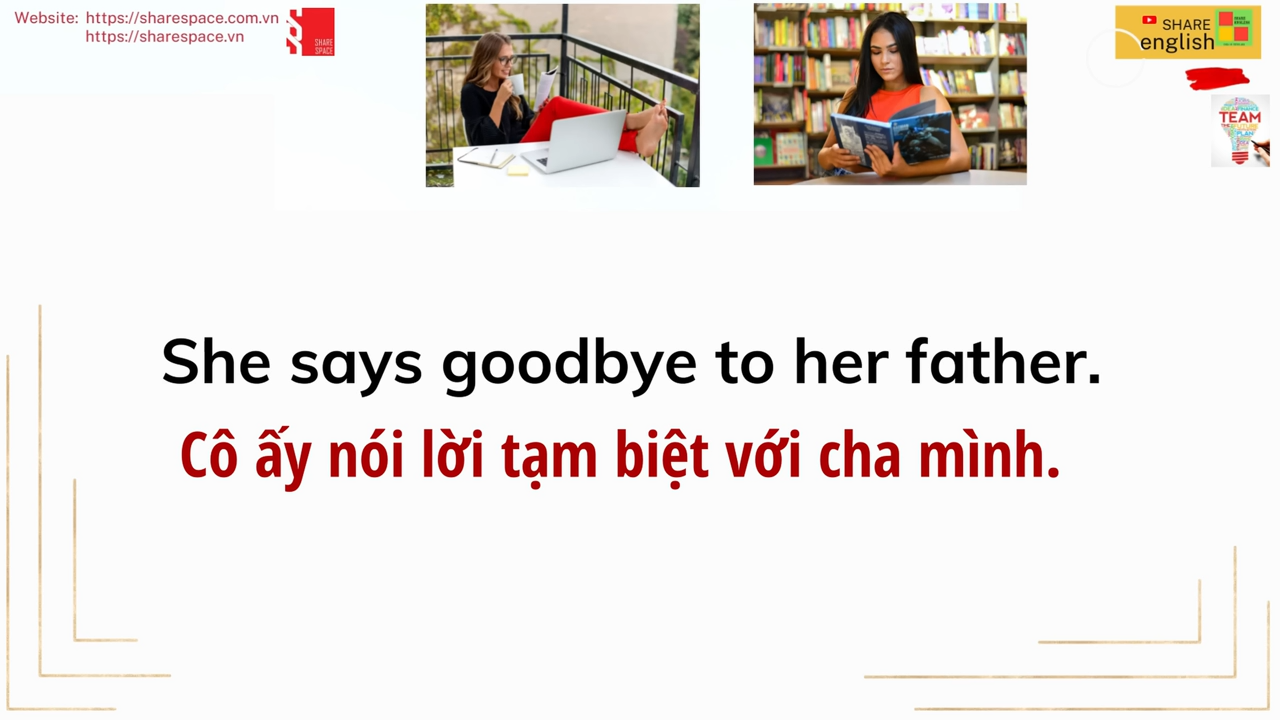 Website: https://sharespace.com.vn
https://sharespace.vn
SHARE
SPACE
SHARE
english
TEAM
PLAN
She says goodbye to her father.
Cô ấy nói lời tạm biệt với cha mình.